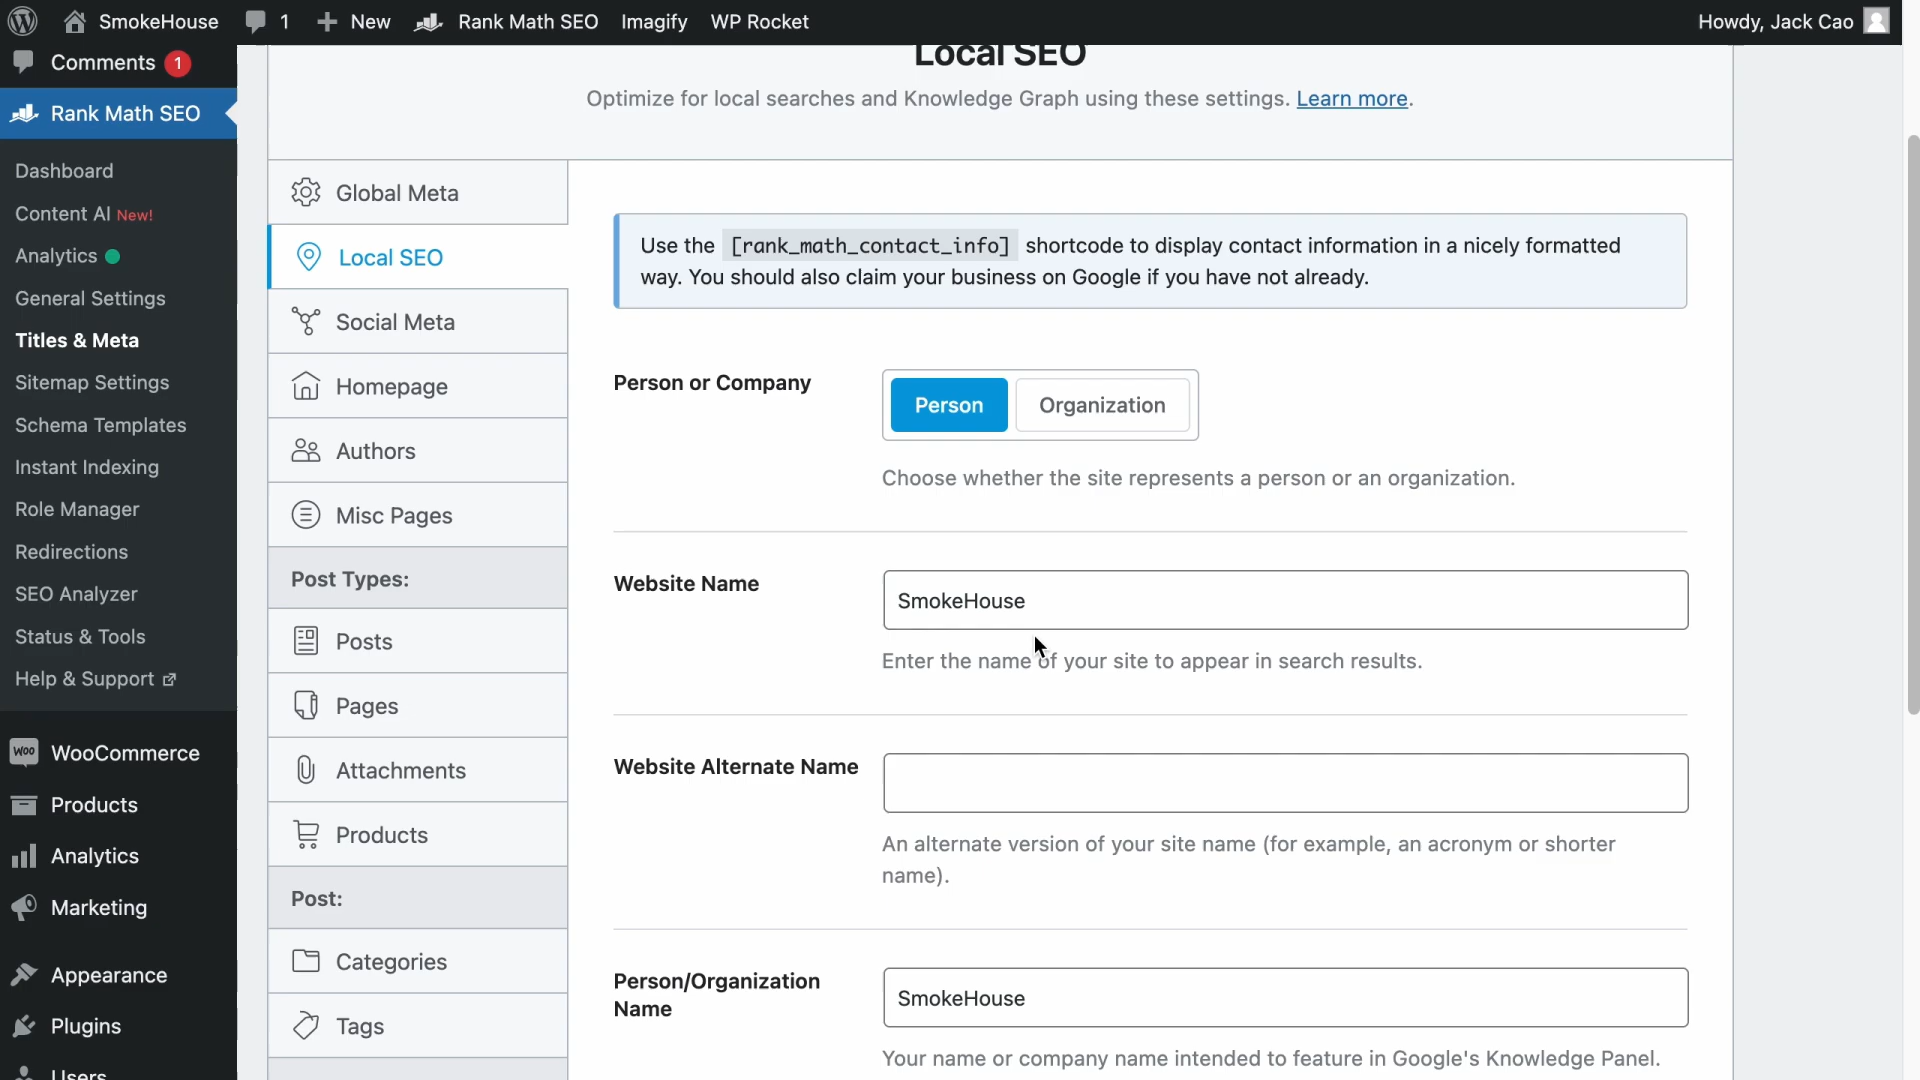 SmokeHouse 1 New Rank Math SEO Imagify WP Rocket Howdy, Jack Cao
Comments 1
Rank Math SEO
Dashboard
Content AI New!
Analytics
General Settings
Titles & Meta
Sitemap Settings
Schema Templates
Instant Indexing
Role Manager
Redirections
SEO Analyzer
Status & Tools
Help & Support
Woo WooCommerce
Products
Analytics
Marketing
Appearance
Plugins
Users
Local SEO
Optimize for local searches and Knowledge Graph using these settings. Learn more.
Global Meta
Local SEO
Social Meta
Homepage
Authors
Misc Pages
Post Types:
Posts
Pages
Attachments
Products
Post:
Categories
Tags
Use the [rank_math_contact_info] shortcode to display contact information in a nicely formatted
way. You should also claim your business on Google if you have not already.
Person or Company
Person Organization
Choose whether the site represents a person or an organization.
Website Name
SmokeHouse
Enter the name of your site to appear in search results.
Website Alternate Name
An alternate version of your site name (for example, an acronym or shorter
name).
Person/Organization
Name
SmokeHouse
Your name or company name intended to feature in Google's Knowledge Panel.